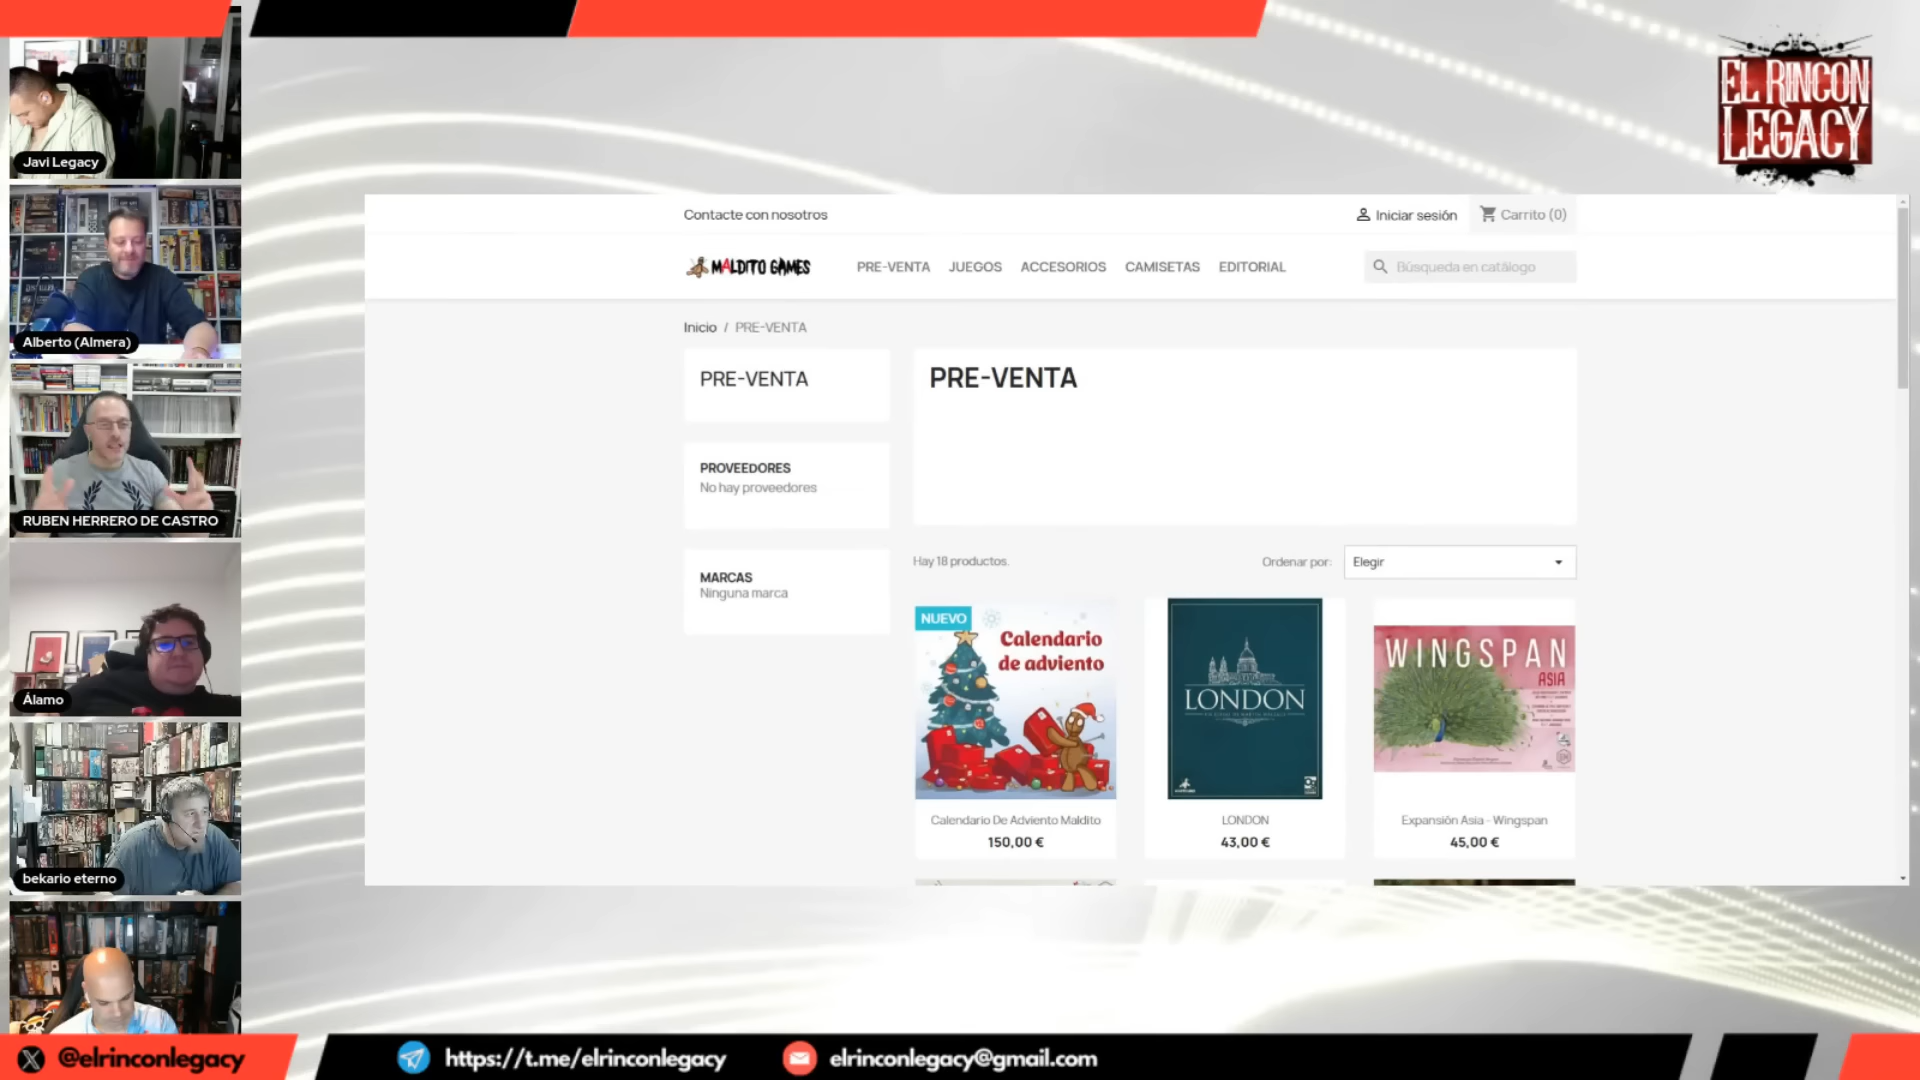 EL RINCON
LEGACY
Javi Legacy
Alberto (Almera)
RUBEN HERRERO DE CASTRO
Álamo
bekario eterno
Contacte con nosotros
Iniciar sesión
Carrito (0)
MALDITO GAMES
PRE-VENTA
JUEGOS
ACCESORIOS
CAMISETAS
EDITORIAL
Búsqueda en catálogo
Inicio / PRE-VENTA
PRE-VENTA
PROVEEDORES
No hay proveedores
MARCAS
Ninguna marca
PRE-VENTA
Hay 18 productos.
Ordenar por:
Elegir
NUEVO
Calendario
de adviento
Calendario De Adviento Maldito
150,00 €
LONDON
LONDON
43,00 €
WINGSPAN
ASIA
Expansión Asia - Wingspan
45,00 €
@elrinconlegacy
https://t.me/elrinconlegacy
elrinconlegacy@gmail.com